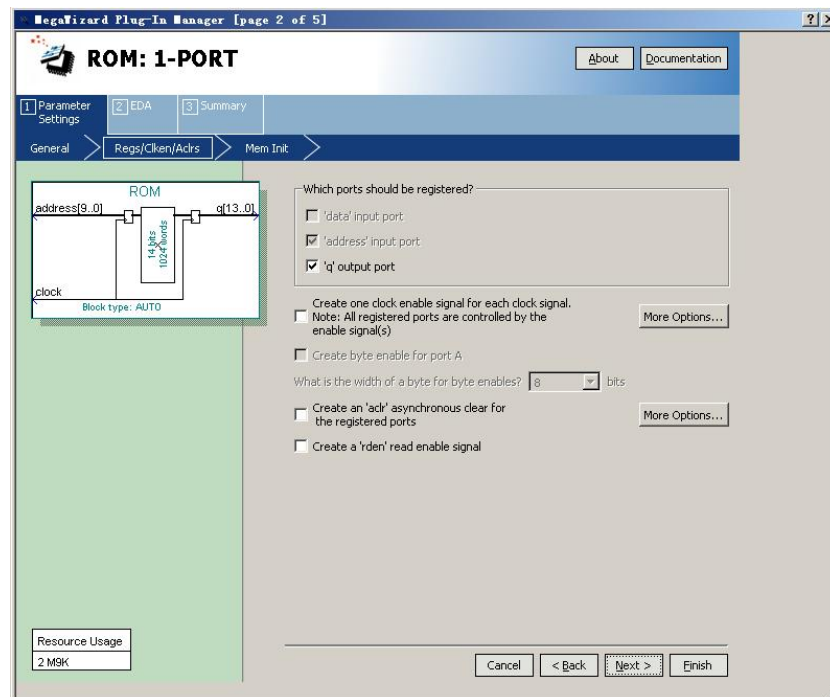 MegaWizard Plug-In Manager [page 2 of 5]
ROM: 1-PORT
About
Documentation
1 Parameter Settings
2 EDA
3 Summary
General
Regs/Clken/Aclrs
Mem Init
ROM
address[9..0]
q[13..0]
14 bits
1024 words
clock
Block type: AUTO
Which ports should be registered?
'data' input port
'address' input port
'q' output port
Create one clock enable signal for each clock signal.
Note: All registered ports are controlled by the
enable signal(s)
More Options...
Create byte enable for port A
What is the width of a byte for byte enables?
8
bits
Create an 'aclr' asynchronous clear for
the registered ports
More Options...
Create a 'rden' read enable signal
Resource Usage
2 M9K
Cancel
< Back
Next >
Finish